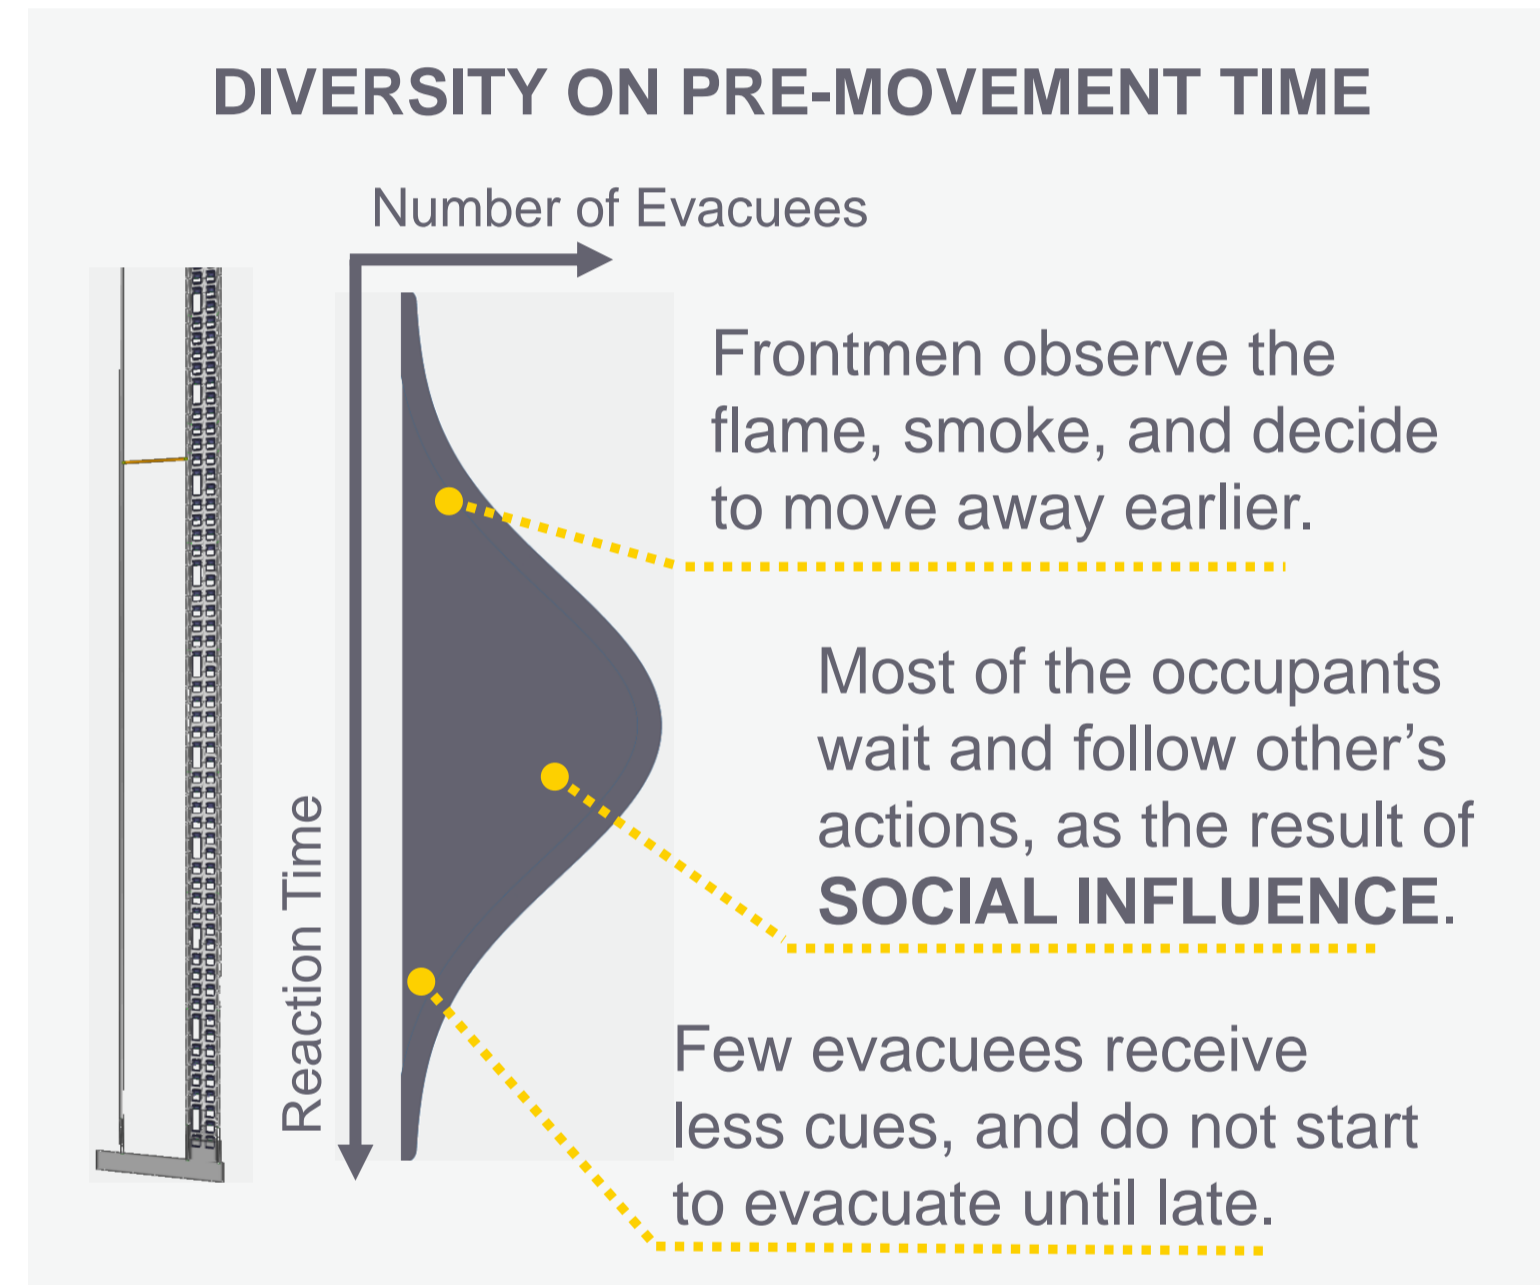 DIVERSITY ON PRE-MOVEMENT TIME
Number of Evacuees
Frontmen observe the
flame, smoke, and decide
to move away earlier.
Most of the occupants
wait and follow other’s
actions, as the result of
SOCIAL INFLUENCE.
Reaction Time
Few evacuees receive
less cues, and do not start
to evacuate until late.